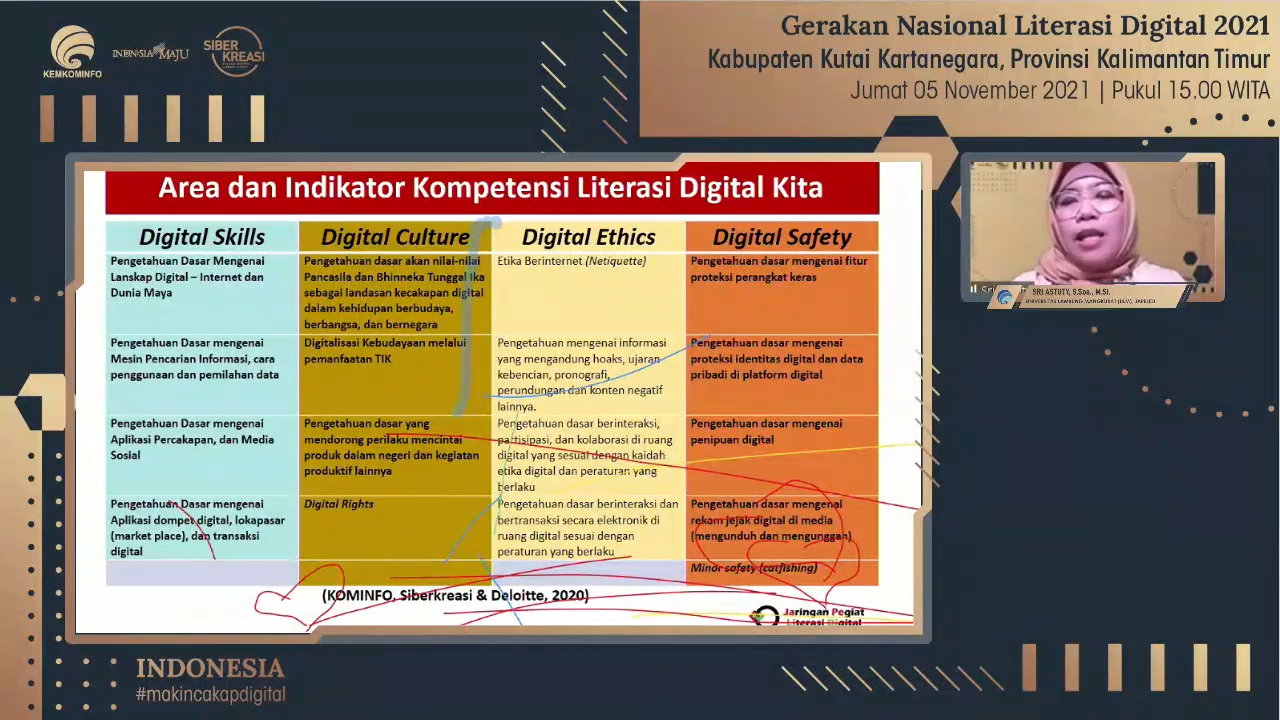 KEMKOMINFO
INDONESIA MAJU
SIBER
KREASI
Gerakan Nasional Literasi Digital 2021
Kabupaten Kutai Kartanegara, Provinsi Kalimantan Timur
Jumat 05 November 2021 | Pukul 15.00 WITA
Area dan Indikator Kompetensi Literasi Digital Kita
Digital Skills
Pengetahuan Dasar Mengenai
Lanskap Digital – Internet dan
Dunia Maya
Pengetahuan Dasar mengenai
Mesin Pencarian Informasi, cara
penggunaan dan pemilahan data
Pengetahuan Dasar mengenai
Aplikasi Percakapan, dan Media
Sosial
Pengetahuan Dasar mengenai
Aplikasi dompet digital, lokapasar
(market place), dan transaksi
digital
Digital Culture
Pengetahuan dasar akan nilai-nilai
Pancasila dan Bhinneka Tunggal Ika
sebagai landasan kecakapan digital
dalam kehidupan berbudaya,
berbangsa, dan bernegara
Digitalisasi Kebudayaan melalui
pemanfaatan TIK
Pengetahuan dasar yang
mendorong perilaku mencintai
produk dalam negeri dan kegiatan
produktif lainnya
Digital Rights
Digital Ethics
Etika Berinternet (Netiquette)
Pengetahuan mengenai informasi
yang mengandung hoaks, ujaran
kebencian, pronografi,
perundungan dan konten negatif
lainnya.
Pengetahuan dasar berinteraksi,
partisipasi, dan kolaborasi di ruang
digital yang sesuai dengan kaidah
etika digital dan peraturan yang
berlaku
Pengetahuan dasar berinteraksi dan
bertransaksi secara elektronik di
ruang digital sesuai dengan
peraturan yang berlaku
Digital Safety
Pengetahuan dasar mengenai fitur
proteksi perangkat keras
Pengetahuan dasar mengenai
proteksi identitas digital dan data
pribadi di platform digital
Pengetahuan dasar mengenai
penipuan digital
Pengetahuan dasar mengenai
rekam jejak digital di media
(mengunduh dan mengunggah)
Minor safety (catfishing)
(KOMINFO, Siberkreasi & Deloitte, 2020)
Jaringan Pegiat
Literasi Digital
SRI ASTUTY, S.Sos., M.SI.
UNIVERSITAS LAMBUNG MANGKURAT (ULM), JAPELIDI
INDONESIA
#makincakapdigital